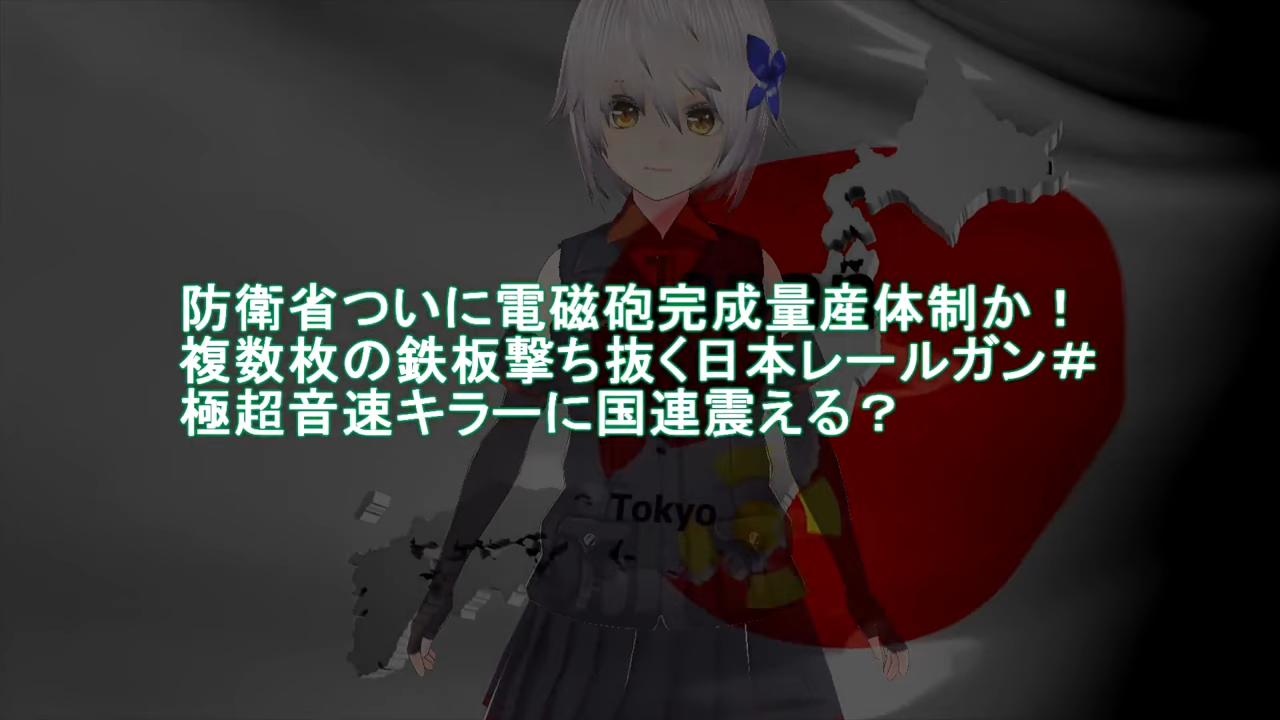 防衛省ついに電磁砲完成量産体制か！
複数枚の鉄板撃ち抜く日本レールガン＃
極超音速キラーに国連震える？
Tokyo